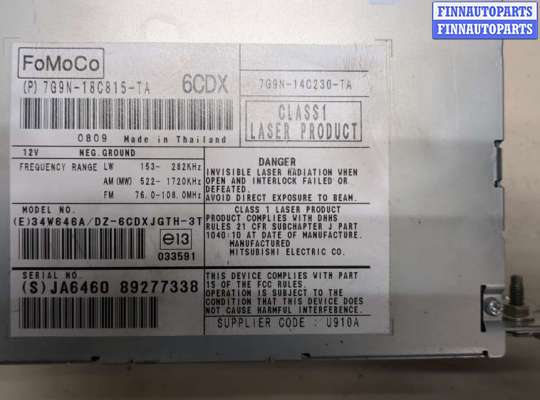 FINNAUTOPARTS
FINNAUTOPARTS
FINNAUTOPARTS
FoMoCo
(P) 7G9N-18C815-TA 6CDX
7G9N-14C230-TA
CLASS1
LASER PRODUCT
0809 Made in Thailand
12V NEG.GROUND
FREQUENCY RANGE LW 153- 282KHz
AM(MW) 522-1720KHz
FM 76.0-108.0MHz
MODEL NO.
(E)34W646A/DZ-6CDXJGTH-3T
e13
033591
SERIAL NO.
(S)JA6460 89277338
DANGER
INVISIBLE LASER RADIATION WHEN
OPEN AND INTERLOCK FAILED OR
DEFEATED.
AVOID DIRECT EXPOSURE TO BEAM.
CLASS 1 LASER PRODUCT
PRODUCT COMPLIES WITH DHHS
RULES 21 CFR SUBCHAPTER J PART
1040:10 AT DATE OF MANUFACTURE.
MANUFACTURED
MITSUBISHI ELECTRIC CO.
THIS DEVICE COMPLIES WITH PART
15 OF THE FCC RULES.
OPERATION IS SUBJECT TO THE
CONDITION THAT THIS DEVICE DOES
NOT CAUSE HARMFUL INTERFERENCE.
SUPPLIER CODE : U910A